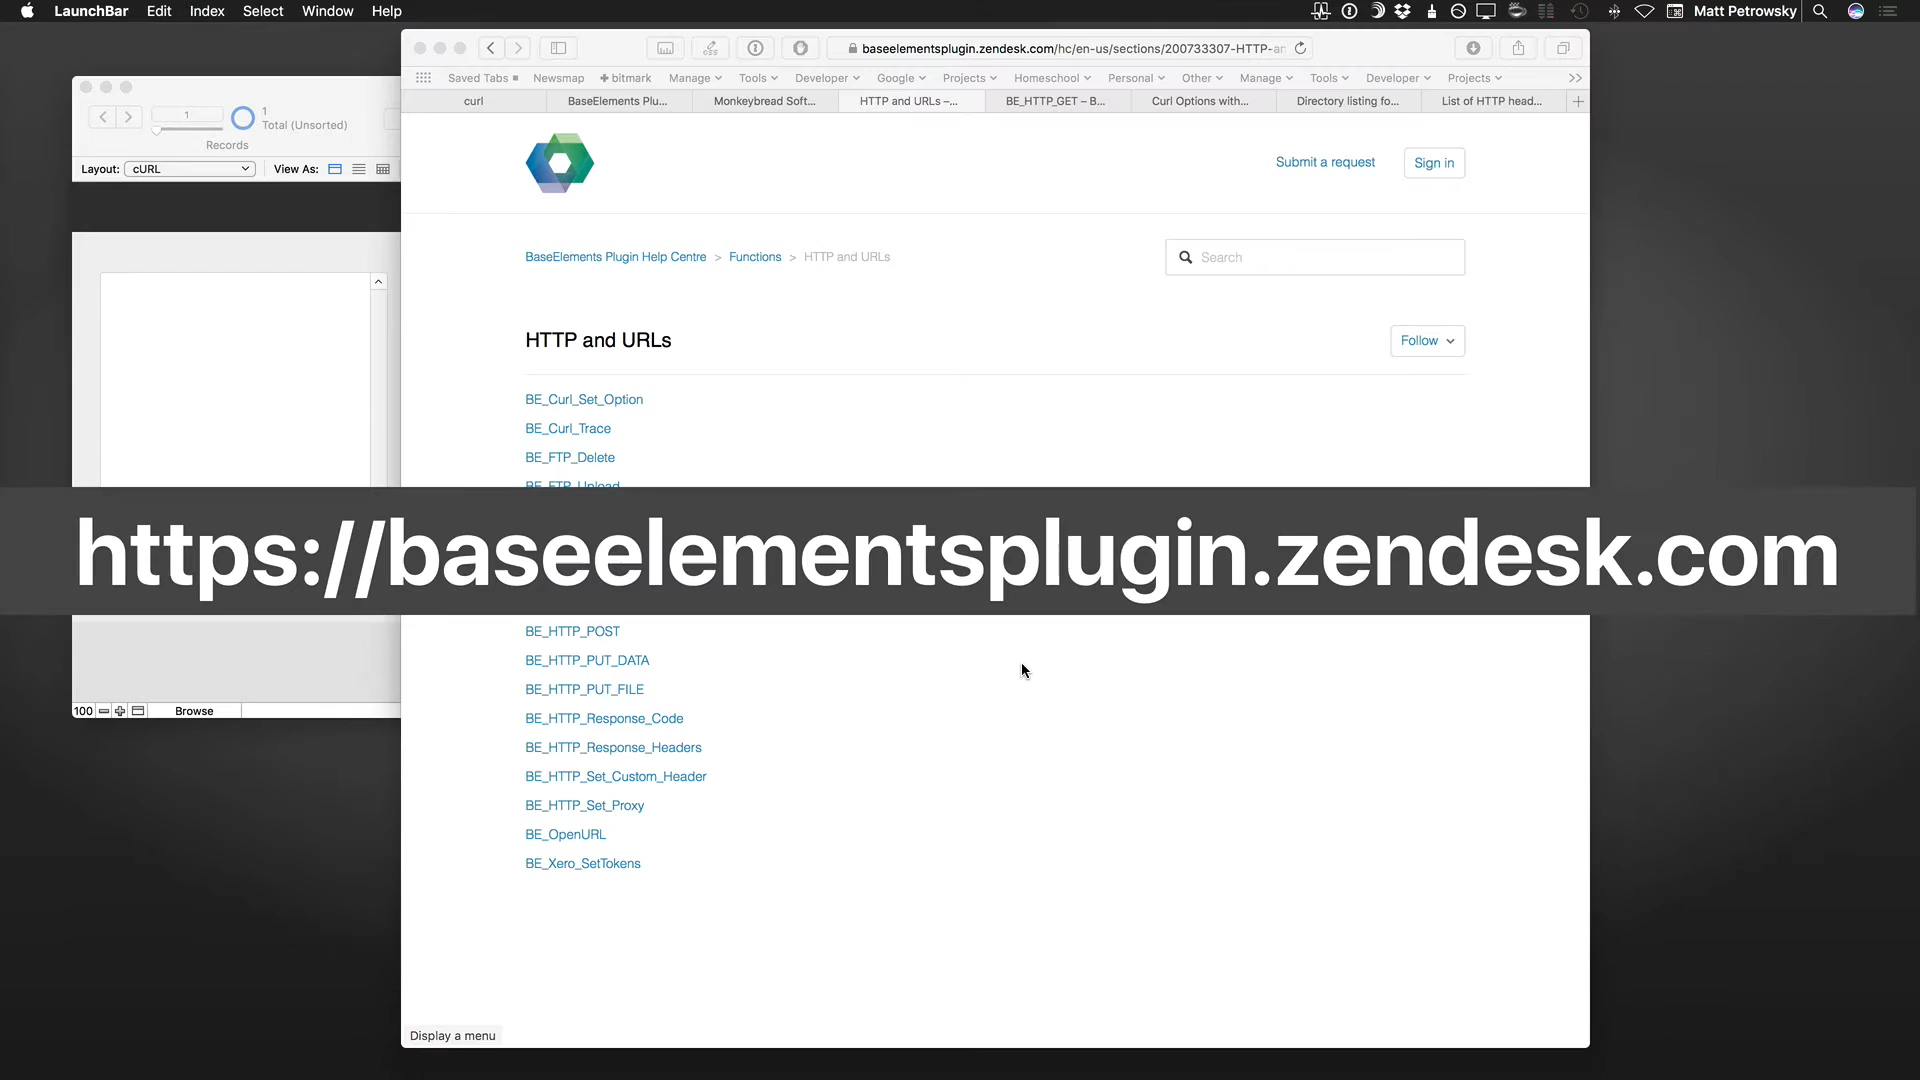 LaunchBar Edit Index Select Window Help Matt Petrowsky
baseelementsplugin.zendesk.com/hc/en-us/sections/200733307-HTTP-ar
Saved Tabs Newsmap bitmark Manage Tools Developer Google Projects Homeschool Personal Other Manage Tools Developer Projects
curl BaseElements Plu... Monkeybread Soft... HTTP and URLs –... BE_HTTP_GET – B... Curl Options with... Directory listing fo... List of HTTP head...
1
1
Total (Unsorted)
Records
Layout: cURL View As:
Submit a request Sign in
BaseElements Plugin Help Centre > Functions > HTTP and URLs
Search
HTTP and URLs
Follow
BE_Curl_Set_Option
BE_Curl_Trace
BE_FTP_Delete
BE_FTP_Upload
https://baseelementsplugin.zendesk.com
BE_HTTP_POST
BE_HTTP_PUT_DATA
BE_HTTP_PUT_FILE
BE_HTTP_Response_Code
BE_HTTP_Response_Headers
BE_HTTP_Set_Custom_Header
BE_HTTP_Set_Proxy
BE_OpenURL
BE_Xero_SetTokens
100 Browse
Display a menu